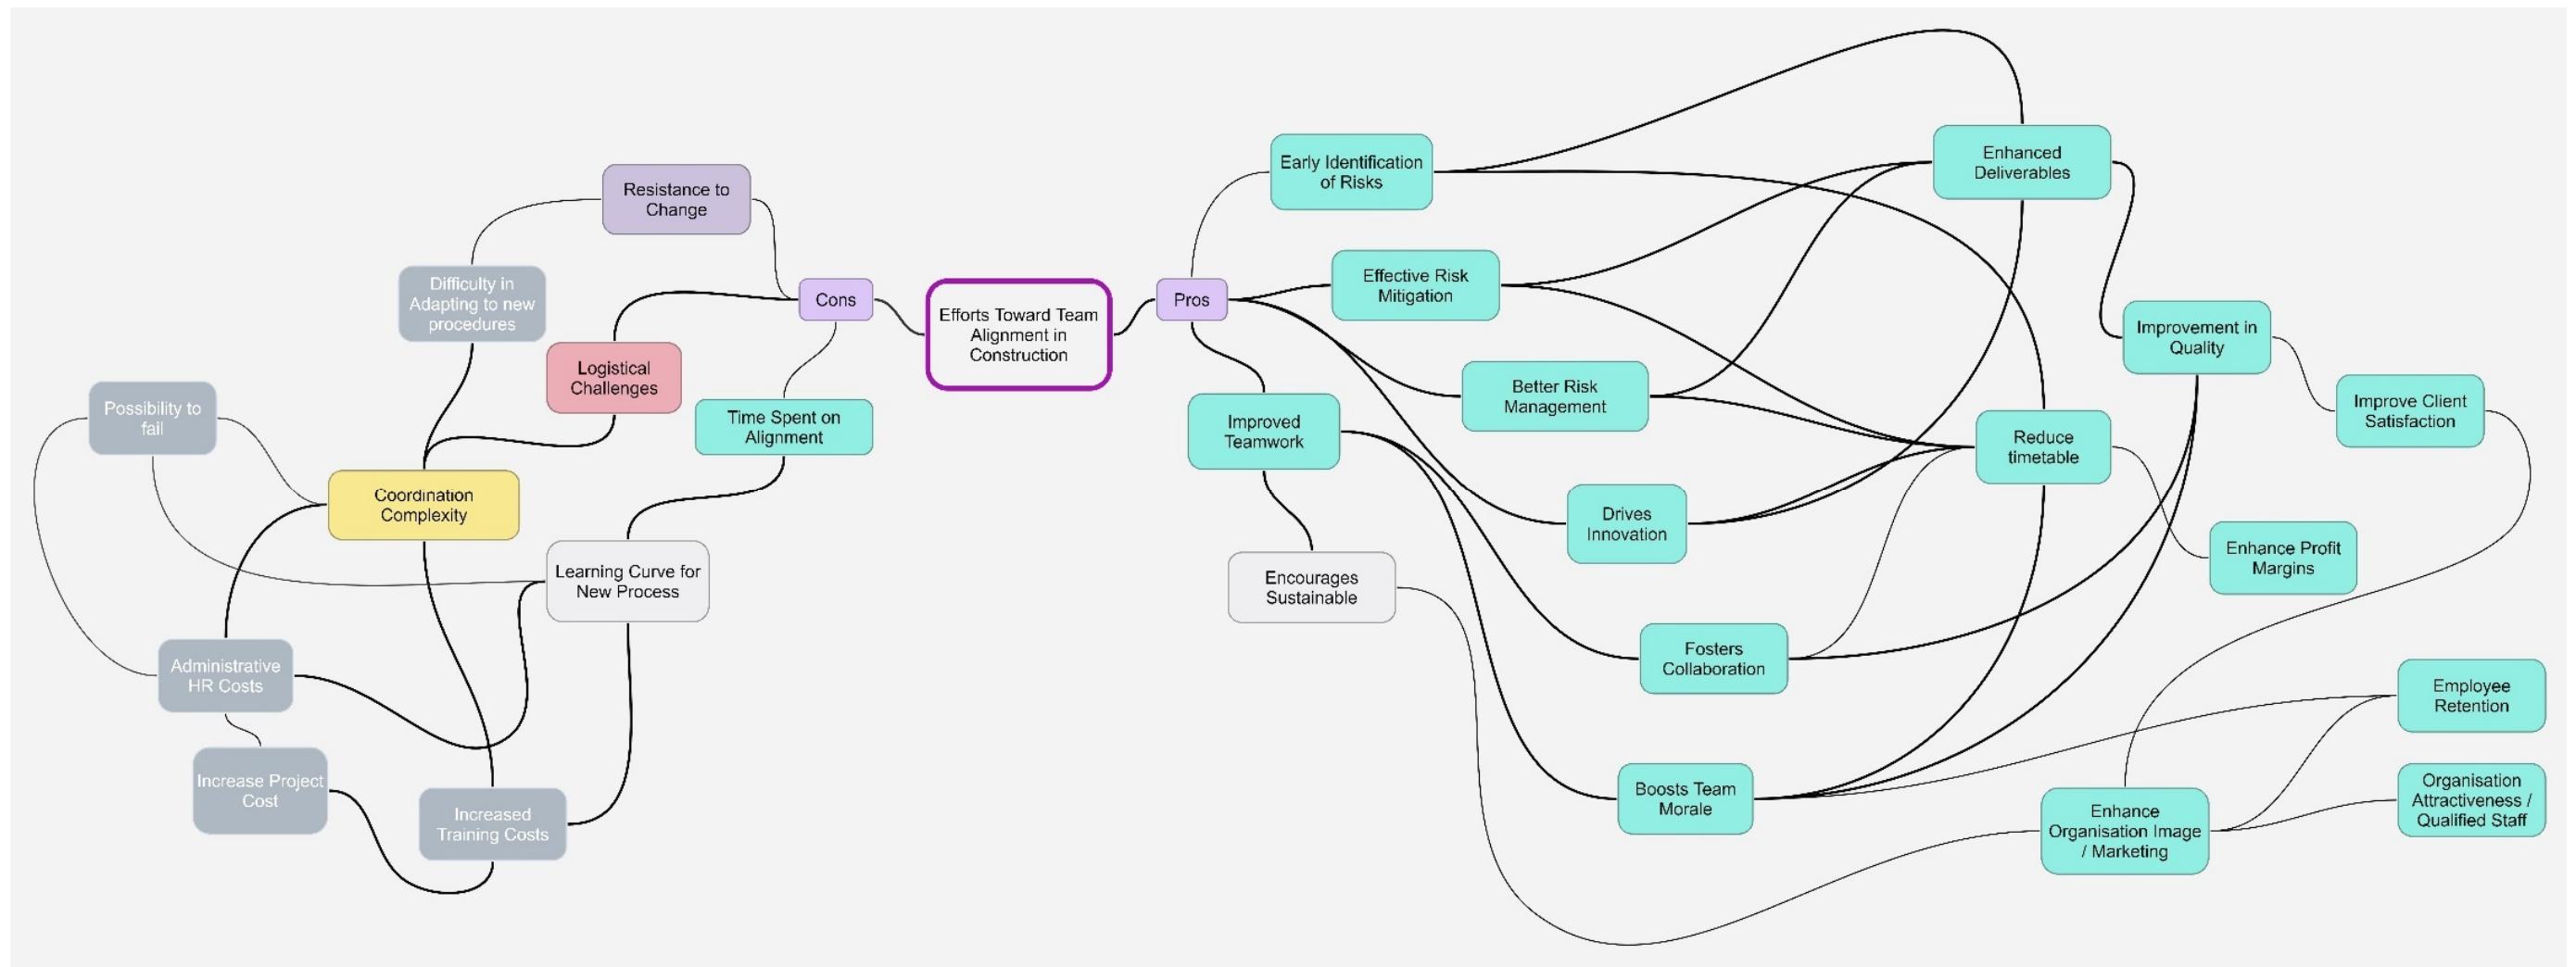 Resistance to
Change
Difficulty in
Adapting to new
procedures
Cons
Logistical
Challenges
Possibility to
fail
Time Spent on
Alignment
Coordination
Complexity
Learning Curve for
New Process
Administrative
HR Costs
Increase Project
Cost
Increased
Training Costs
Efforts Toward Team
Alignment in
Construction
Pros
Early Identification
of Risks
Enhanced
Deliverables
Effective Risk
Mitigation
Improvement in
Quality
Better Risk
Management
Improve Client
Satisfaction
Improved
Teamwork
Reduce
timetable
Drives
Innovation
Enhance Profit
Margins
Encourages
Sustainable
Fosters
Collaboration
Employee
Retention
Boosts Team
Morale
Organisation
Attractiveness /
Qualified Staff
Enhance
Organisation Image
/ Marketing